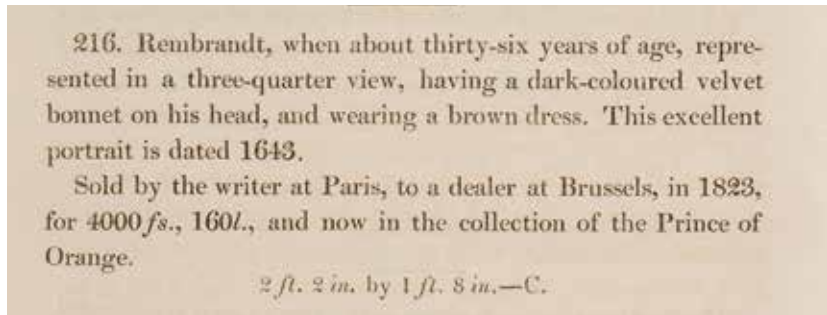 216. Rembrandt, when about thirty-six years of age, repre-
sented in a three-quarter view, having a dark-coloured velvet
bonnet on his head, and wearing a brown dress. This excellent
portrait is dated 1643.
Sold by the writer at Paris, to a dealer at Brussels, in 1823,
for 4000 fs., 160l., and now in the collection of the Prince of
Orange.
2 ft. 2 in. by 1 ft. 8 in.—C.